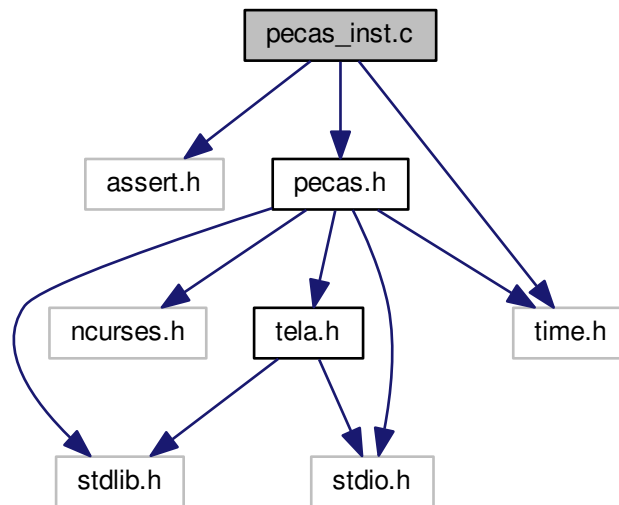 pecas_inst.c
assert.h
pecas.h
ncurses.h
tela.h
time.h
stdlib.h
stdio.h